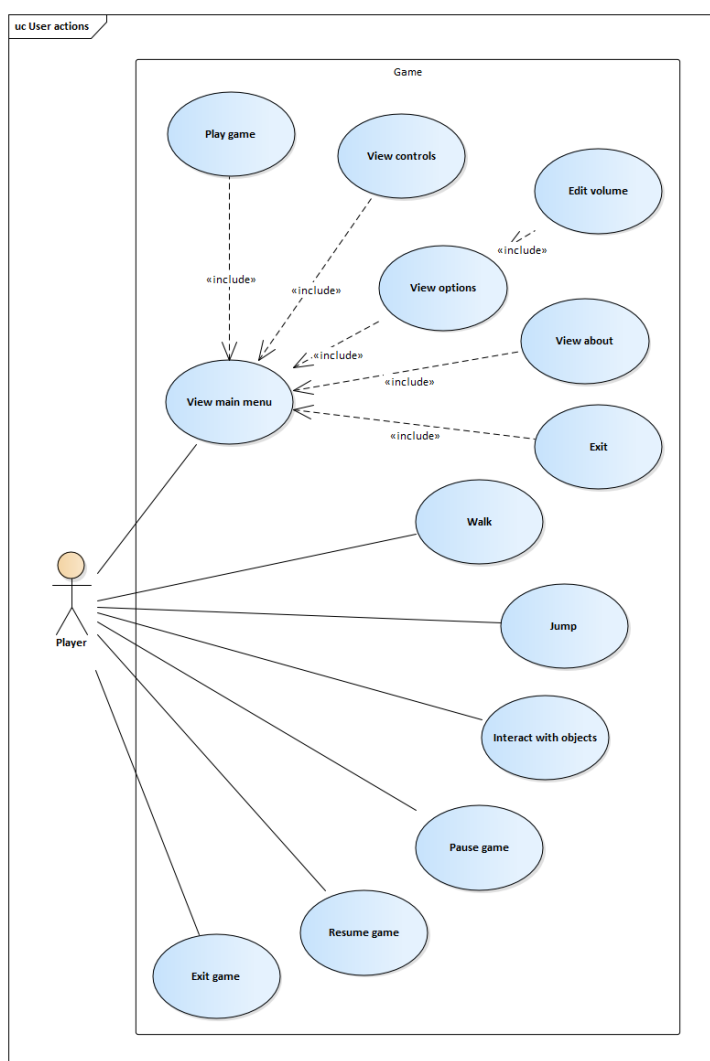 uc User actions
Game
Play game
View controls
Edit volume
«include»
«include»
«include»
View options
«include»
View about
«include»
View main menu
«include»
Exit
Walk
Player
Jump
Interact with objects
Pause game
Resume game
Exit game